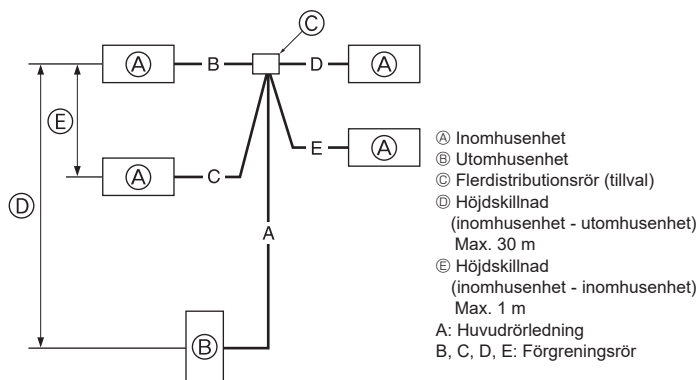 Ⓒ
Ⓐ B D Ⓐ
Ⓔ
Ⓐ C E Ⓐ
Ⓓ
A
Ⓑ
Ⓐ Inomhusenhet
Ⓑ Utomhusenhet
Ⓒ Flerdistributionsrör (tillval)
Ⓓ Höjdskillnad
(inomhusenhet - utomhusenhet)
Max. 30 m
Ⓔ Höjdskillnad
(inomhusenhet - inomhusenhet)
Max. 1 m
A: Huvudrörledning
B, C, D, E: Förgreningsrör